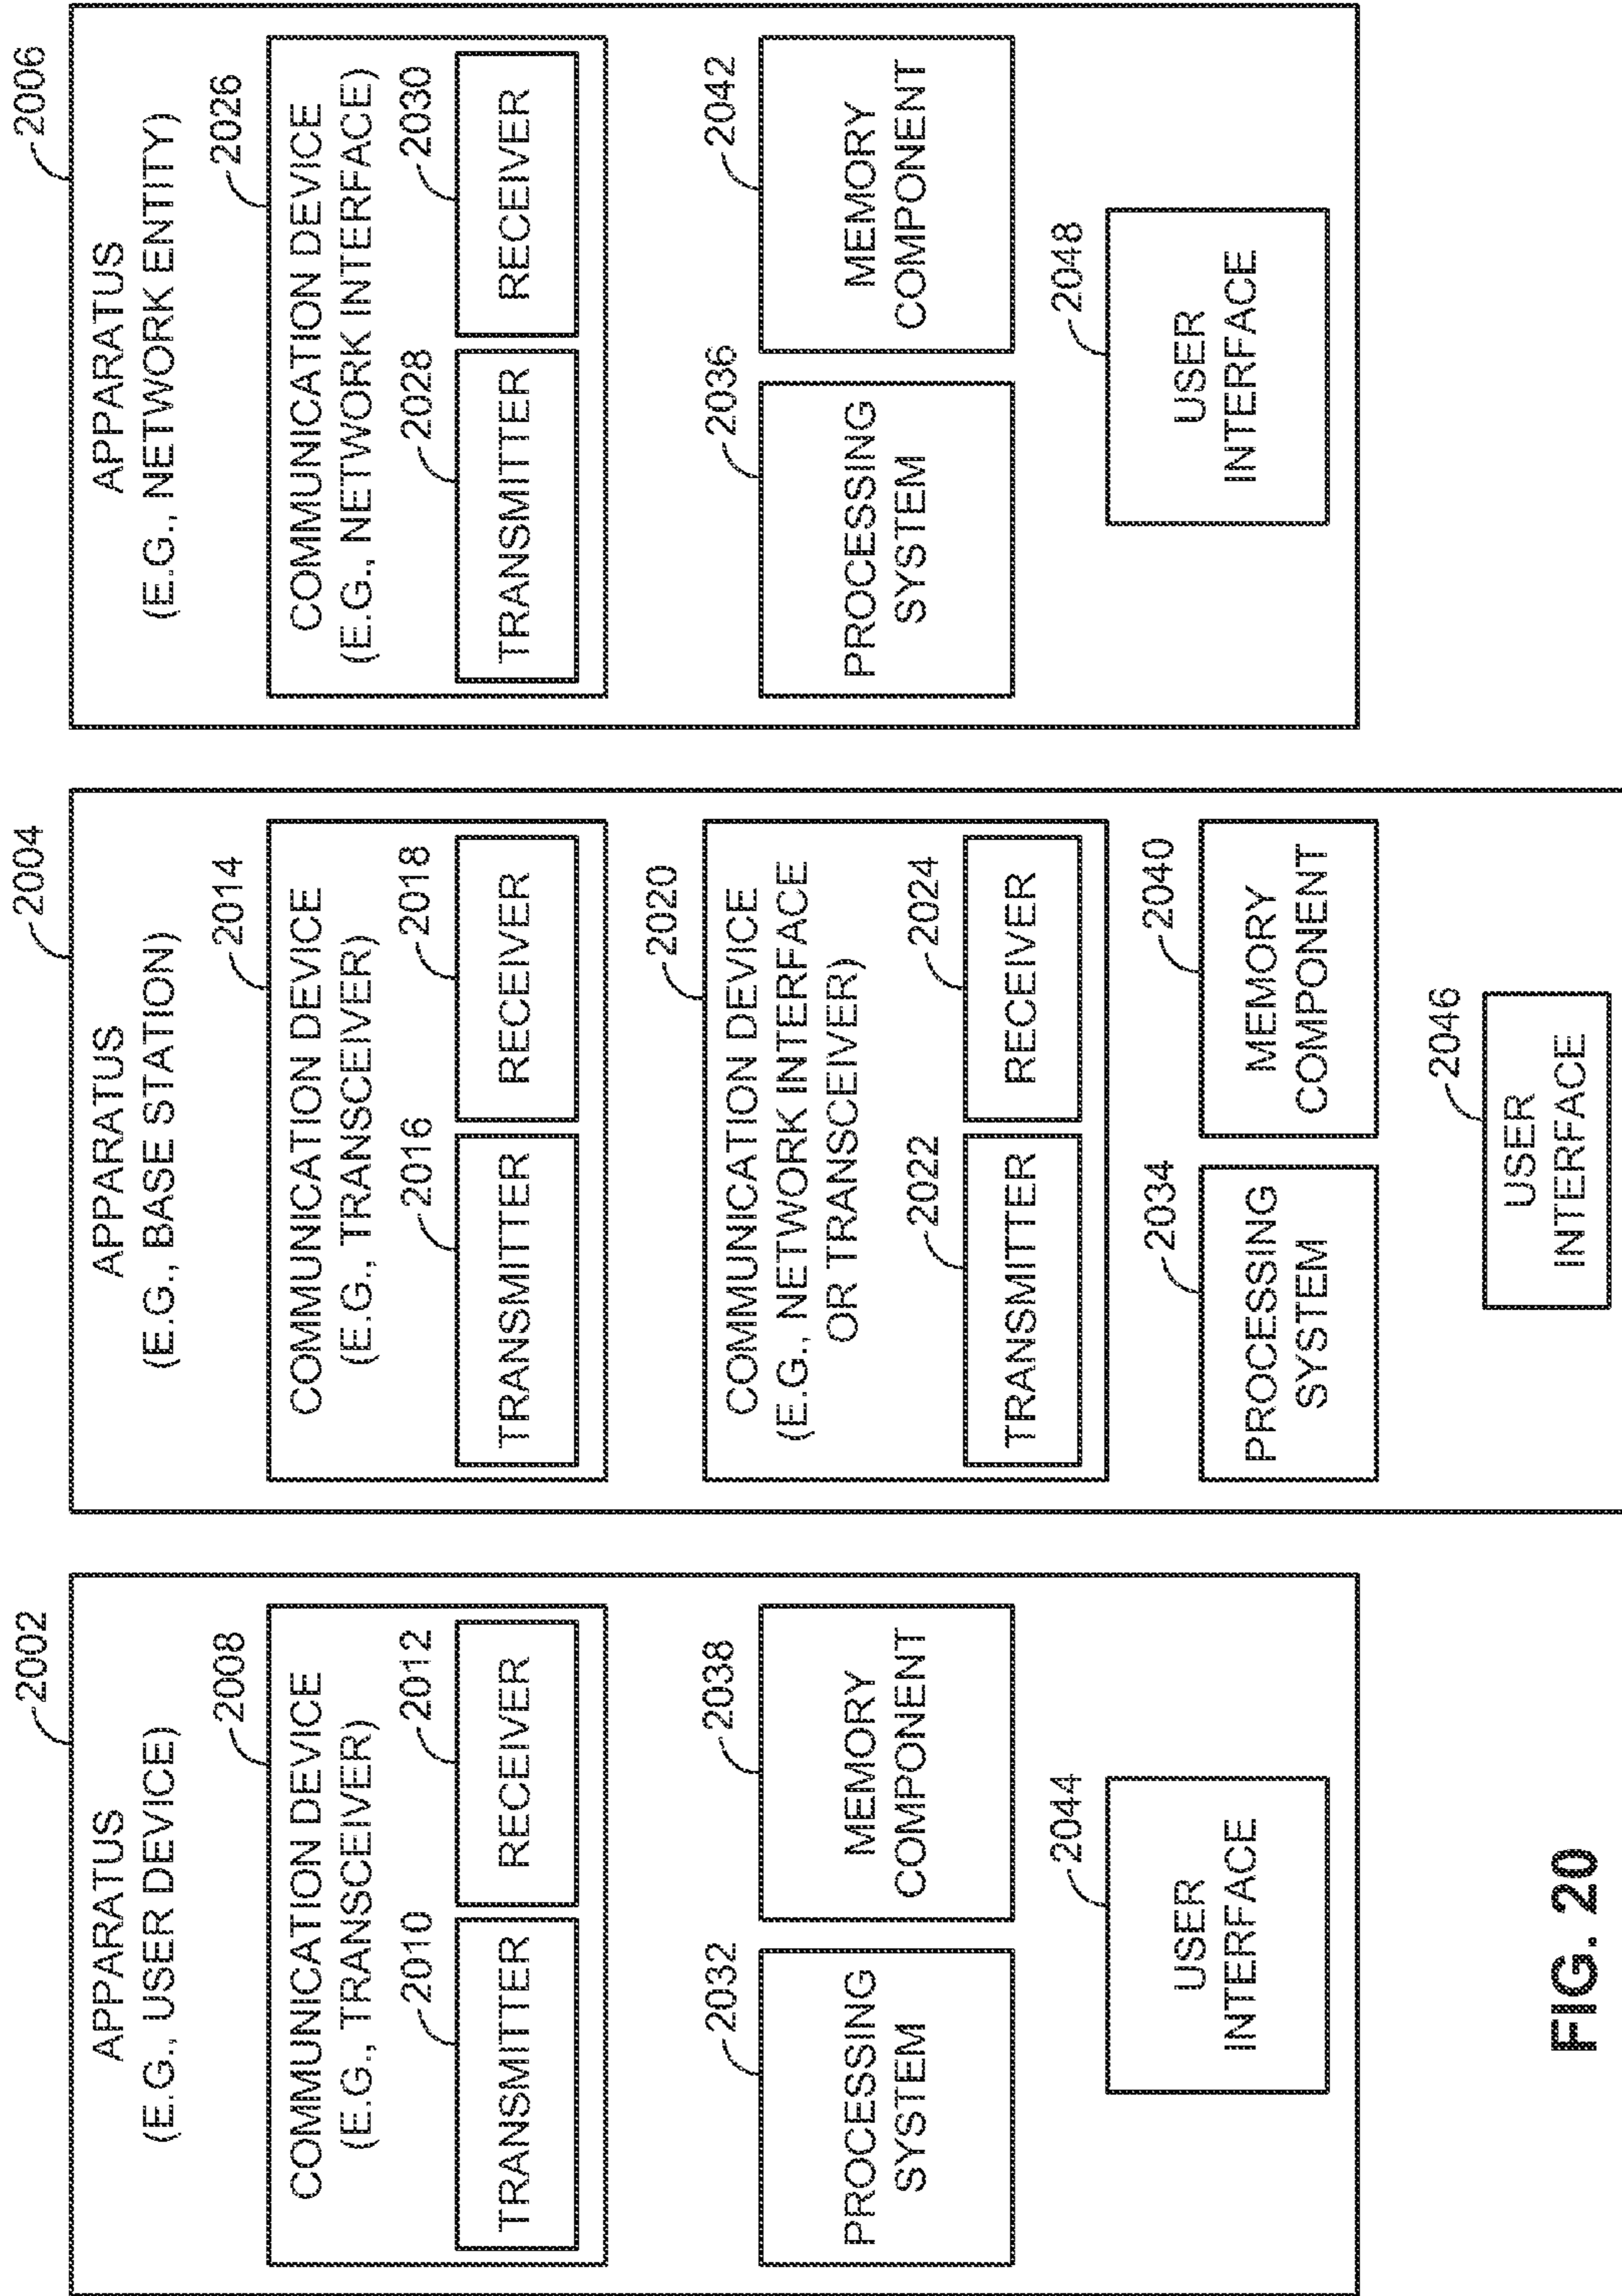 2002
APPARATUS
(E.G., USER DEVICE)
2008
COMMUNICATION DEVICE
(E.G., TRANSCEIVER)
2010
2012
TRANSMITTER
RECEIVER
2032
2038
PROCESSING
SYSTEM
MEMORY
COMPONENT
2044
USER
INTERFACE
2004
APPARATUS
(E.G., BASE STATION)
2014
COMMUNICATION DEVICE
(E.G., TRANSCEIVER)
2016
2018
TRANSMITTER
RECEIVER
2020
COMMUNICATION DEVICE
(E.G., NETWORK INTERFACE
OR TRANSCEIVER)
2022
2024
TRANSMITTER
RECEIVER
2034
2040
PROCESSING
SYSTEM
MEMORY
COMPONENT
2046
USER
INTERFACE
2006
APPARATUS
(E.G., NETWORK ENTITY)
2026
COMMUNICATION DEVICE
(E.G., NETWORK INTERFACE)
2028
2030
TRANSMITTER
RECEIVER
2036
2042
PROCESSING
SYSTEM
MEMORY
COMPONENT
2048
USER
INTERFACE
FIG. 20